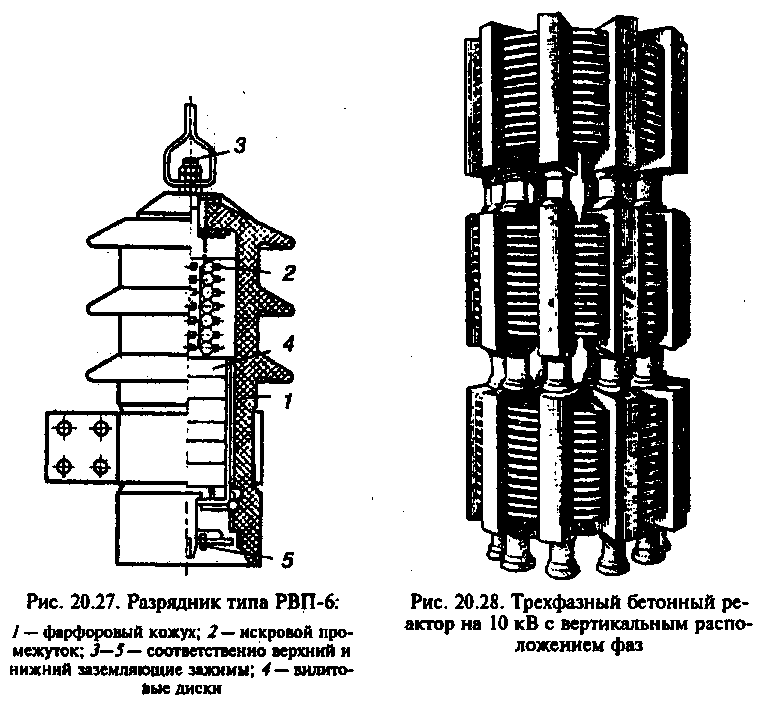 3
2
4
1
5
Рис. 20.27. Разрядник типа РВП-6:
1 — фарфоровый кожух; 2 — искровой про-
межуток; 3—5 — соответственно верхний и
нижний заземляющие зажимы; 4 — вилито-
вые диски
Рис. 20.28. Трехфазный бетонный ре-
актор на 10 кВ с вертикальным распо-
ложением фаз